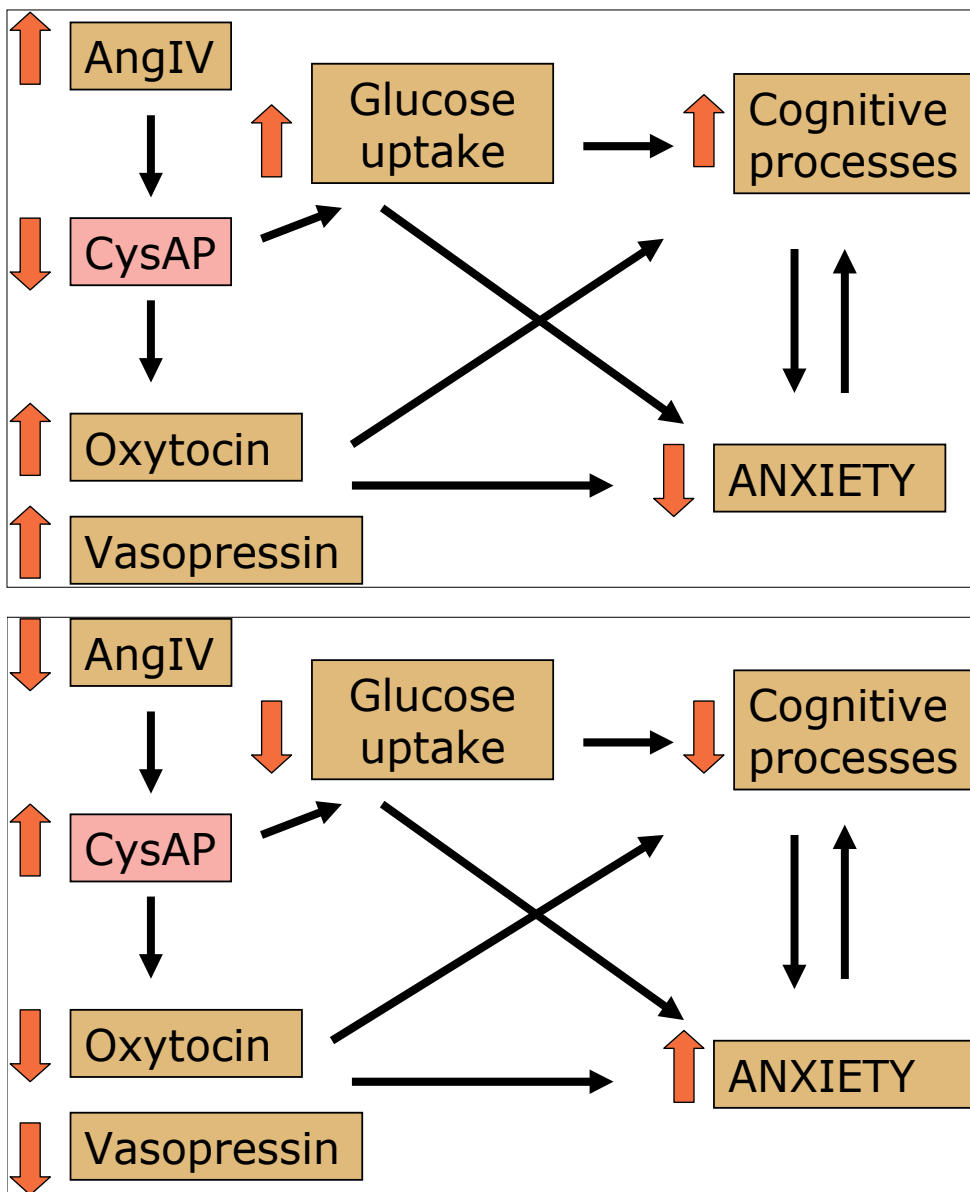 AngIV
Glucose
uptake
Cognitive
processes
CysAP
Oxytocin
ANXIETY
Vasopressin
AngIV
Glucose
uptake
Cognitive
processes
CysAP
Oxytocin
ANXIETY
Vasopressin